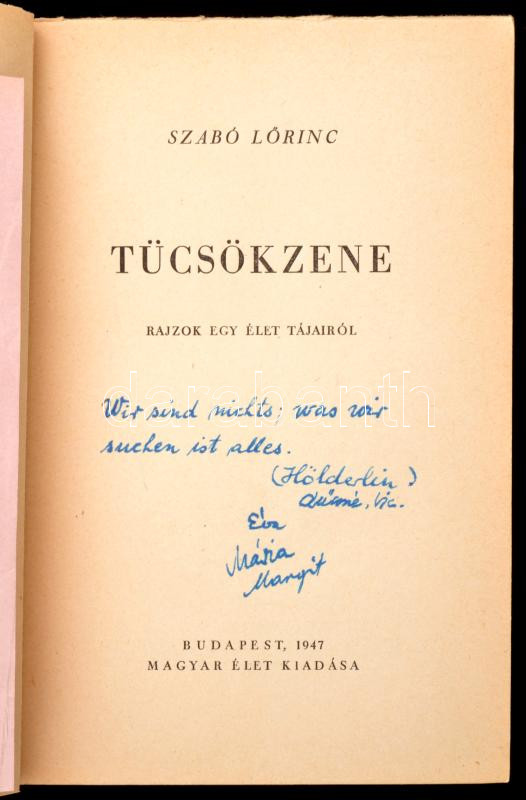 SZABÓ LŐRINC
TÜCSÖKZENE
RAJZOK EGY ÉLET TÁJAIRÓL
darabanth
Wir sind nichts; was wir
suchen ist alles.
(Hölderlin)
Éva
Mária
Margit
BUDAPEST, 1947
MAGYAR ÉLET KIADÁSA